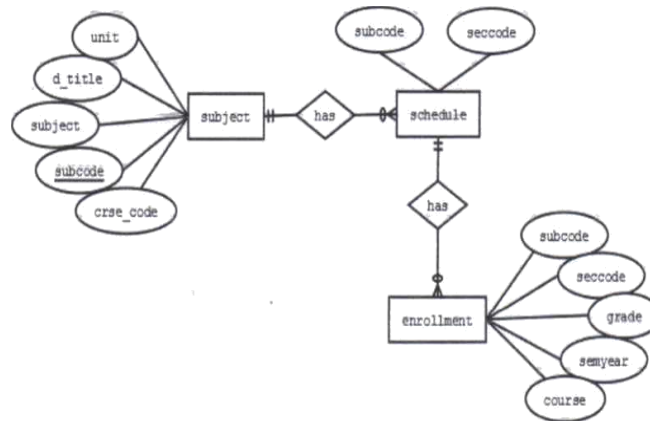 unit
d_title
subject
subcode
crse_code
subject
has
schedule
subcode
seccode
has
enrollment
subcode
seccode
grade
semyear
course